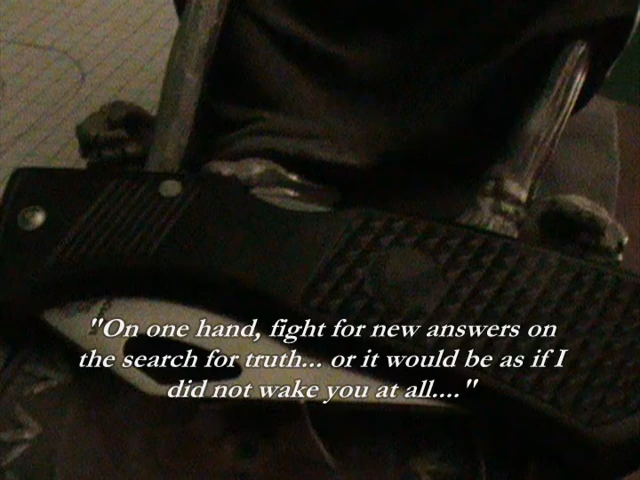 "On one hand, fight for new answers on
the search for truth... or it would be as if I
did not wake you at all...."